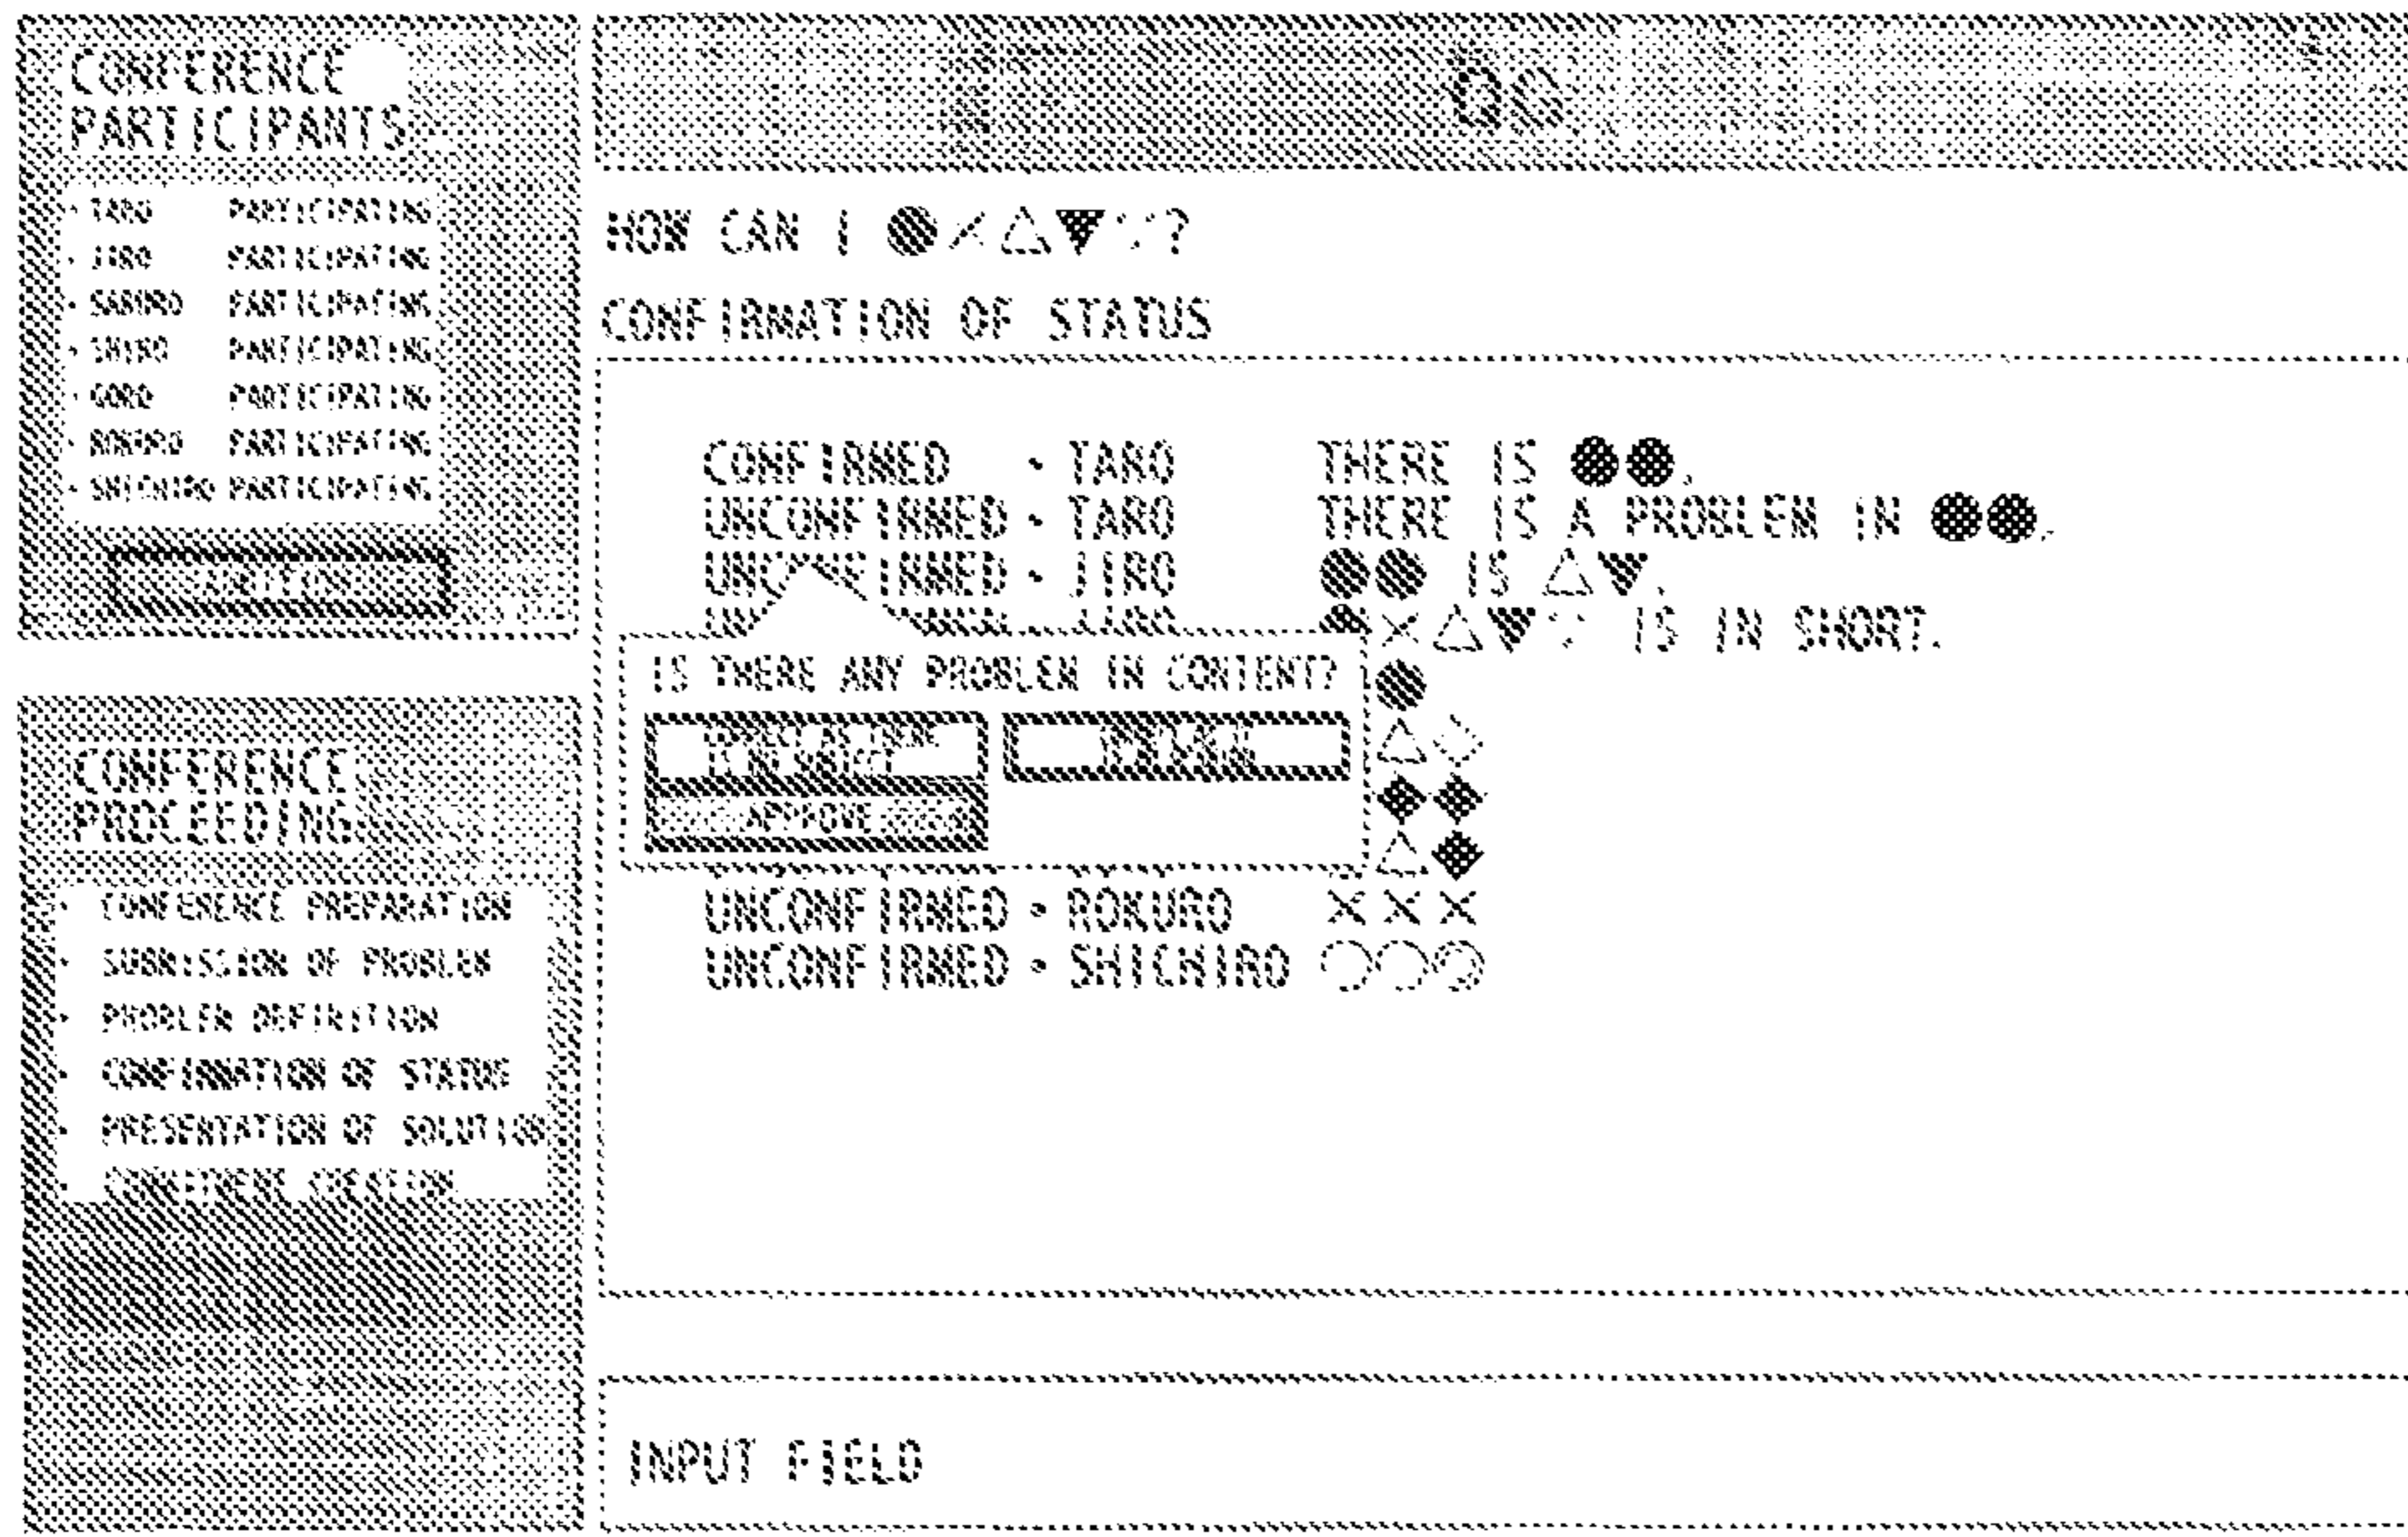 CONFERENCE
PARTICIPANTS
・TARO PARTICIPATING
・JIRO PARTICIPATING
・SABURO PARTICIPATING
・SHIRO PARTICIPATING
・GORO PARTICIPATING
・ROKURO PARTICIPATING
・SHICHIRO PARTICIPATING
CONFERENCE
PROCEEDING
・ CONFERENCE PREPARATION
・ SUBMISSION OF PROBLEM
・ PROBLEM DEFINITION
・ CONFIRMATION OF STATUS
・ PRESENTATION OF SOLUTION
HOW CAN I ●×△▼▽?
CONFIRMATION OF STATUS
CONFIRMED ・TARO THERE IS ●●.
UNCONFIRMED・TARO THERE IS A PROBLEM IN ●●.
UNCONFIRMED・JIRO ●● IS △▼.
●×△▼▽ IS IN SHORT.
IS THERE ANY PROBLEM IN CONTENT?
APPROVE
●
△◇
◆◆
△◆
UNCONFIRMED・ROKURO ×××
UNCONFIRMED・SHICHIRO ○○◎
INPUT FIELD